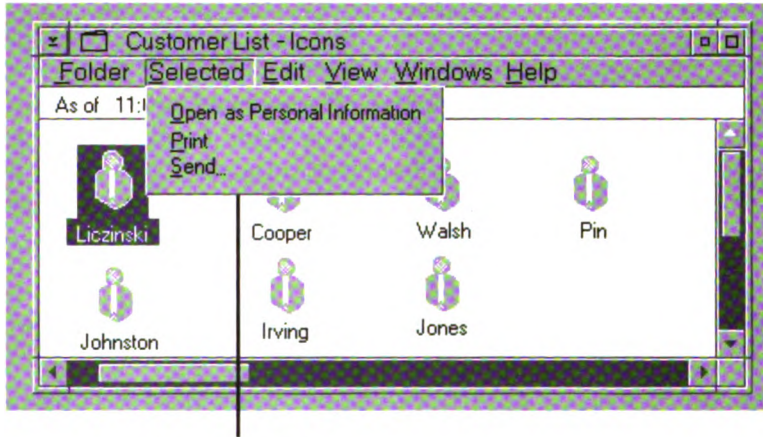 Customer List - Icons
Folder Selected Edit View Windows Help
As of 11:
Open as Personal Information
Print
Send...
Liczinski
Cooper
Walsh
Pin
Johnston
Irving
Jones